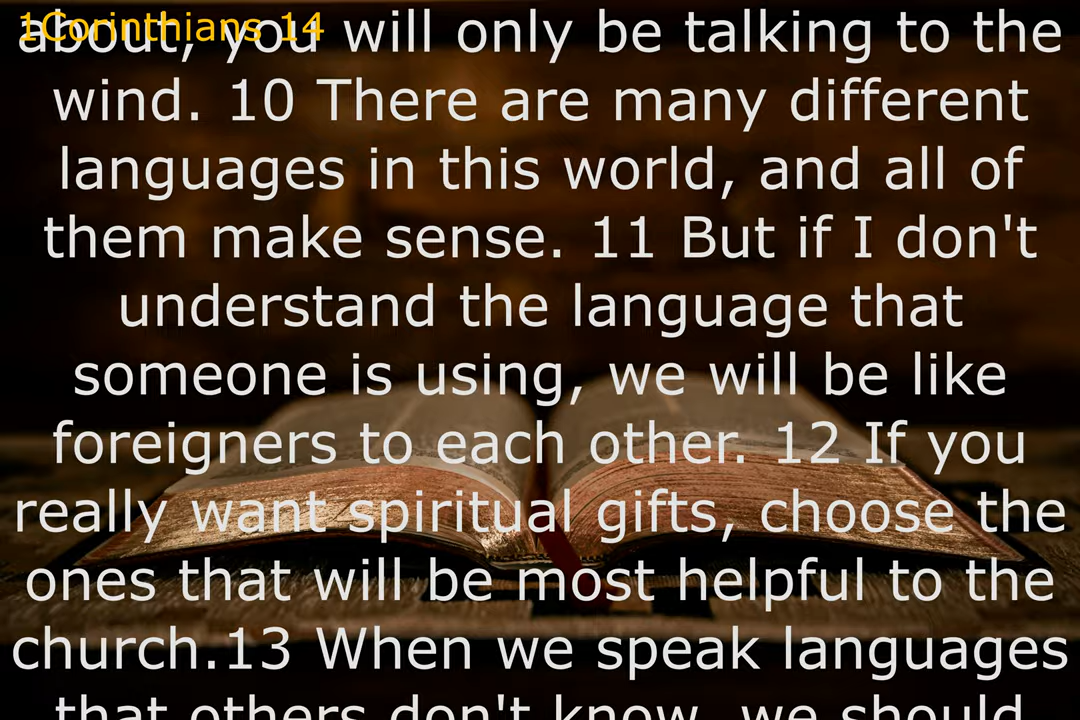 1Corinthians 14
about, you will only be talking to the
wind. 10 There are many different
languages in this world, and all of
them make sense. 11 But if I don't
understand the language that
someone is using, we will be like
foreigners to each other. 12 If you
really want spiritual gifts, choose the
ones that will be most helpful to the
church.13 When we speak languages
that others don't know, we should